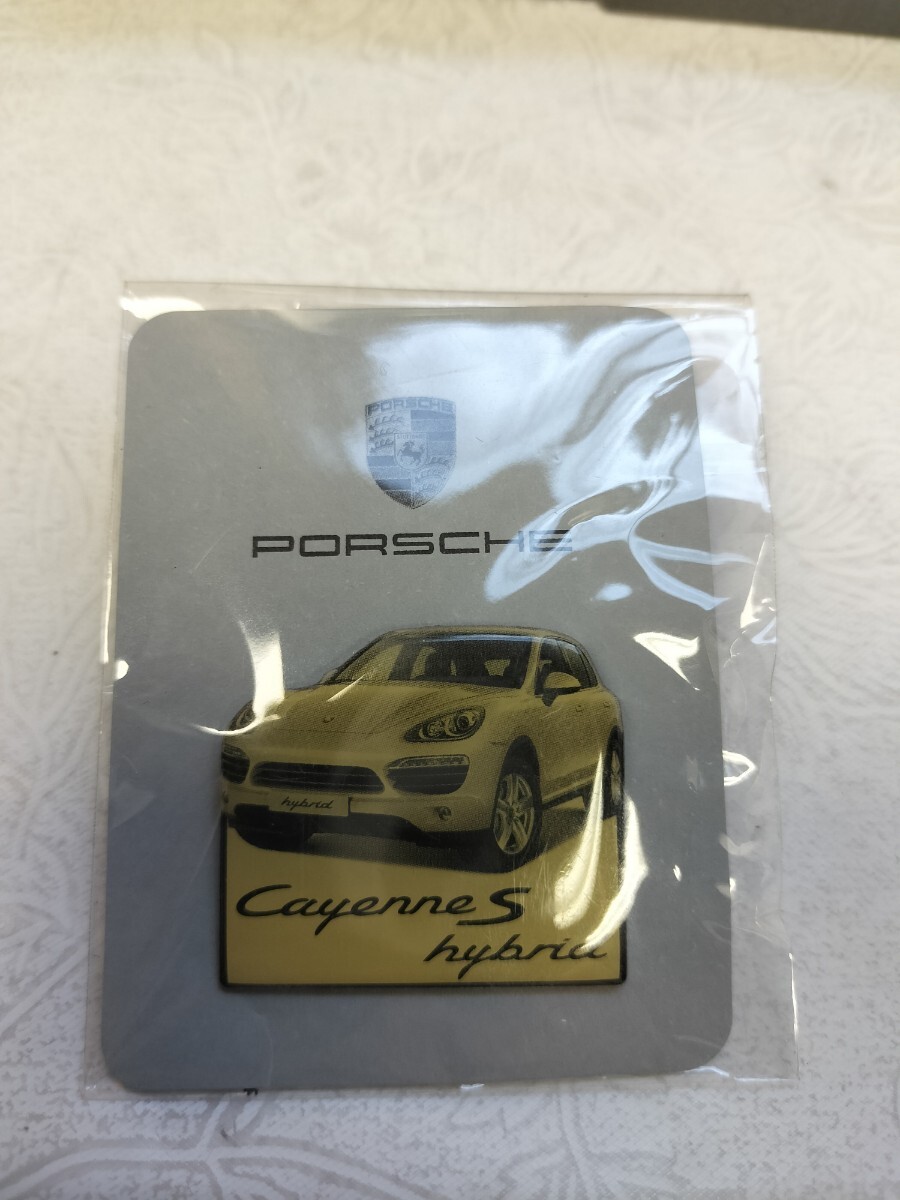 PORSCHE
PORSCHE
hybrid
Cayenne S
hybrid